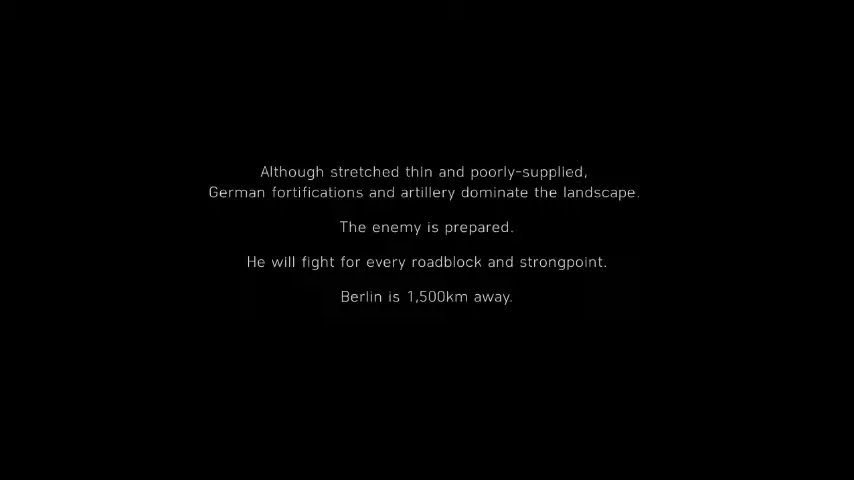 Although stretched thin and poorly-supplied,
German fortifications and artillery dominate the landscape.
The enemy is prepared.
He will fight for every roadblock and strongpoint.
Berlin is 1,500km away.